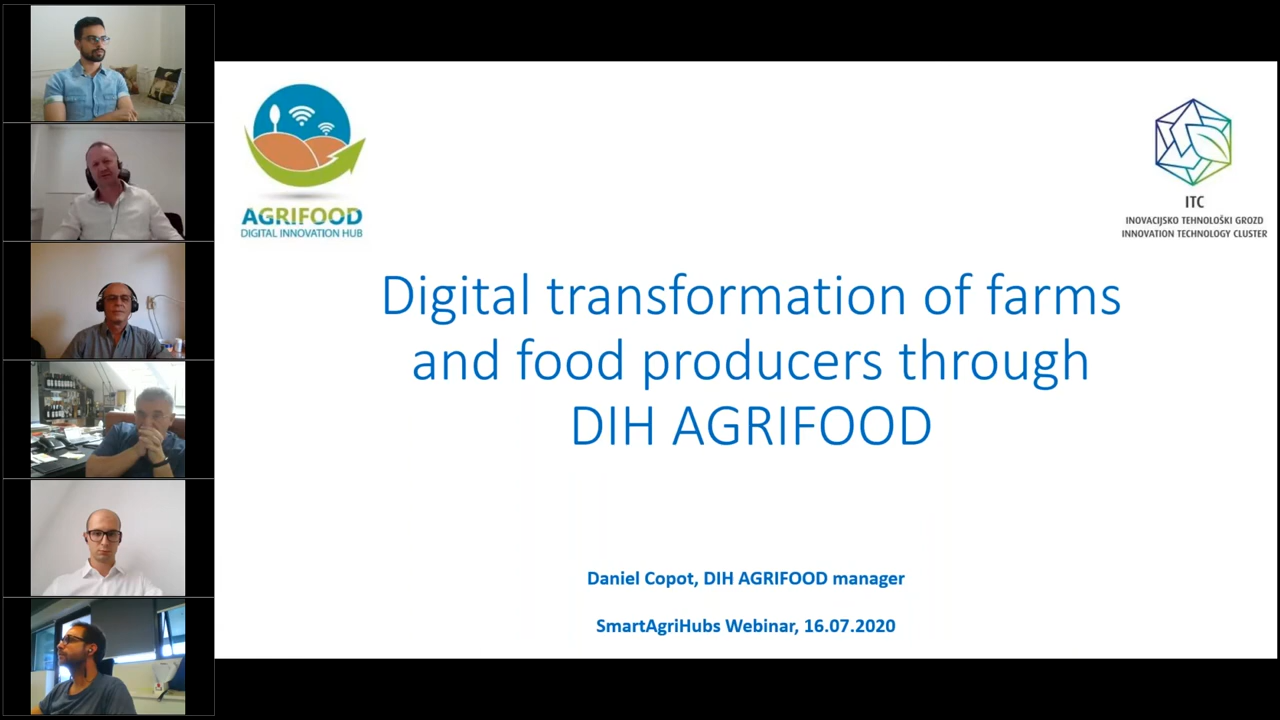 AGRIFOOD
DIGITAL INNOVATION HUB
ITC
INOVACIJSKO TEHNOLOŠKI GROZD
INNOVATION TECHNOLOGY CLUSTER
Digital transformation of farms
and food producers through
DIH AGRIFOOD
Daniel Copot, DIH AGRIFOOD manager
SmartAgriHubs Webinar, 16.07.2020